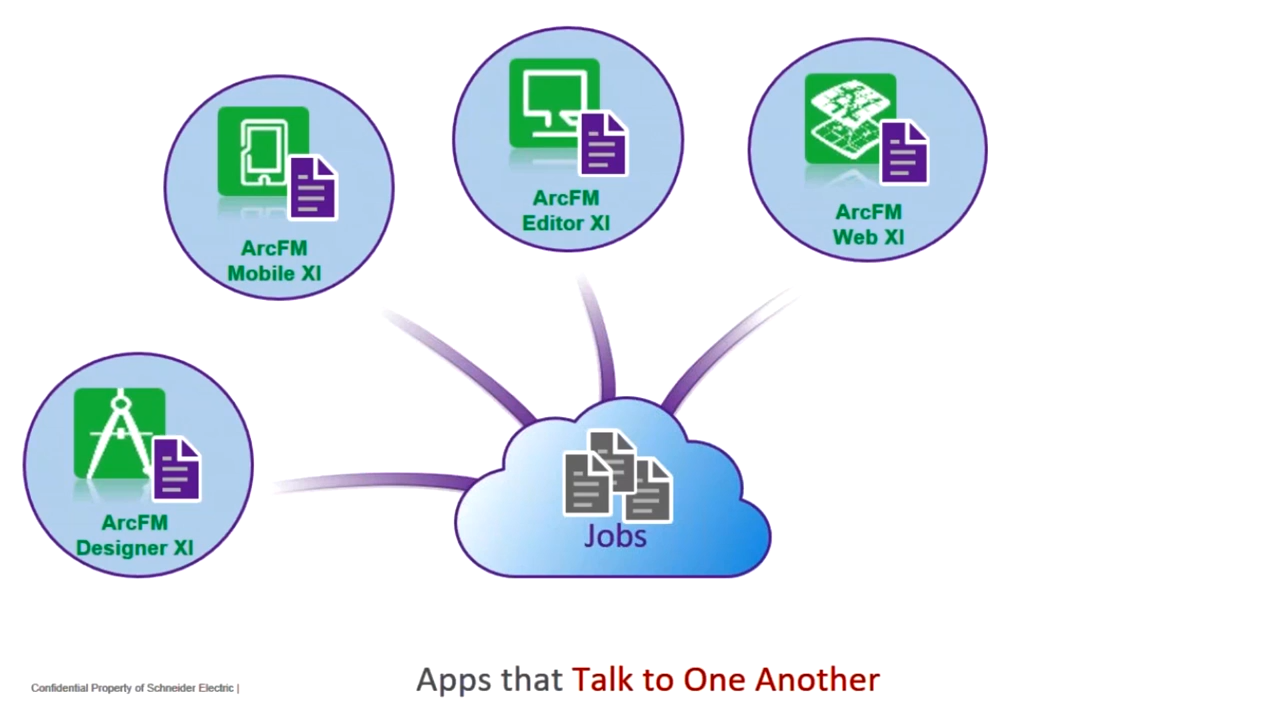 ArcFM
Mobile XI
ArcFM
Editor XI
ArcFM
Web XI
ArcFM
Designer XI
Jobs
Apps that Talk to One Another
Confidential Property of Schneider Electric |